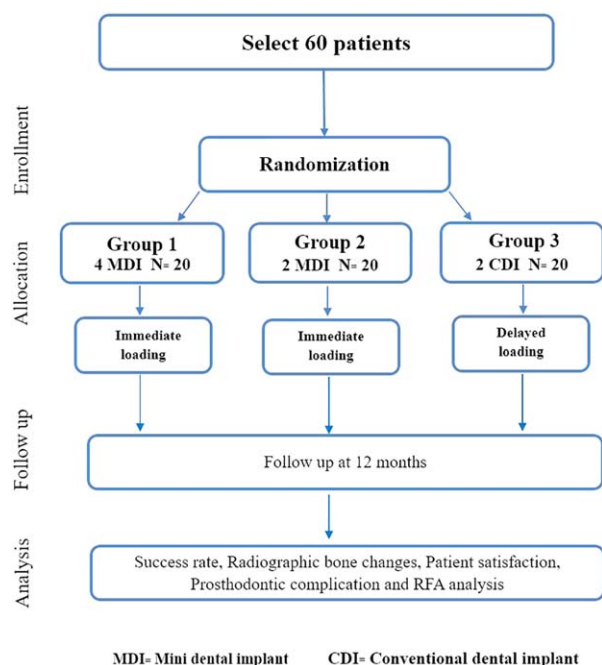 Select 60 patients
Enrollment
Randomization
Allocation
Group 1
4 MDI N= 20
Group 2
2 MDI N= 20
Group 3
2 CDI N= 20
Immediate
loading
Immediate
loading
Delayed
loading
Follow up
Follow up at 12 months
Analysis
Success rate, Radiographic bone changes, Patient satisfaction,
Prosthodontic complication and RFA analysis
MDI= Mini dental implant CDI= Conventional dental implant